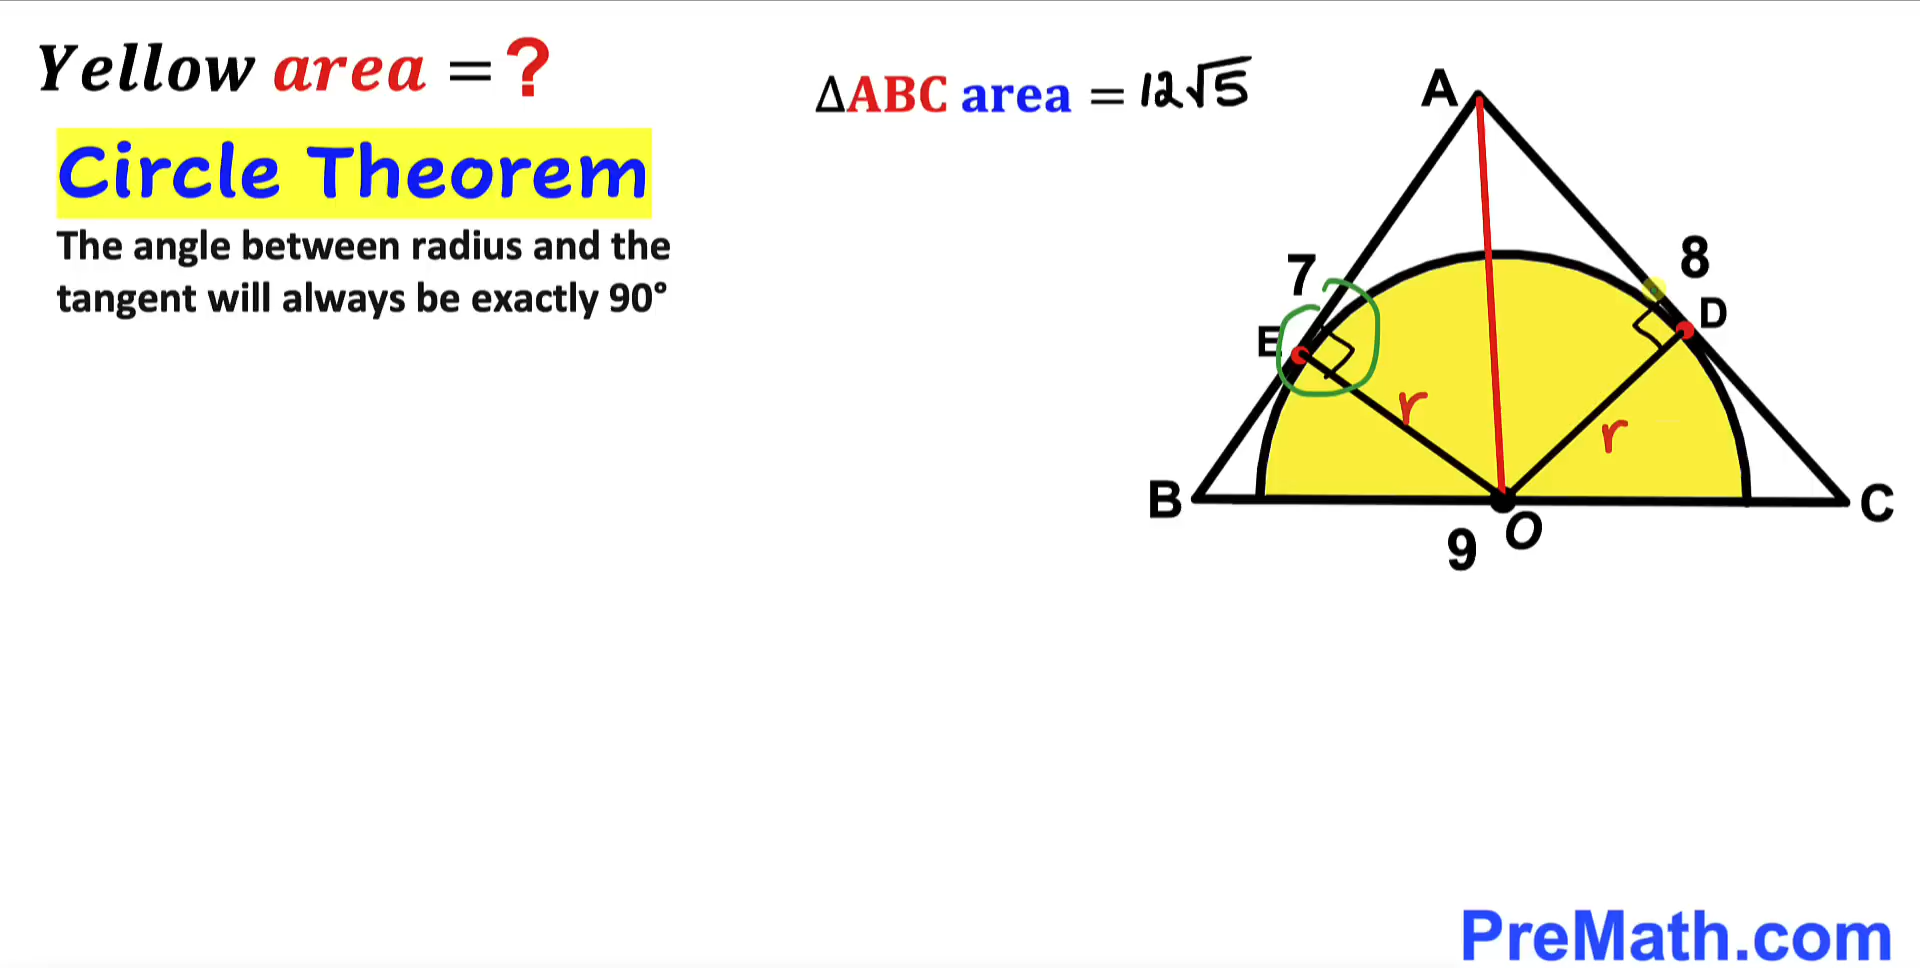 Yellow area = ?
ΔABC area = 12√5
Circle Theorem
The angle between radius and the
tangent will always be exactly 90°
A
7
8
E
D
r
r
B
C
9
O
PreMath.com